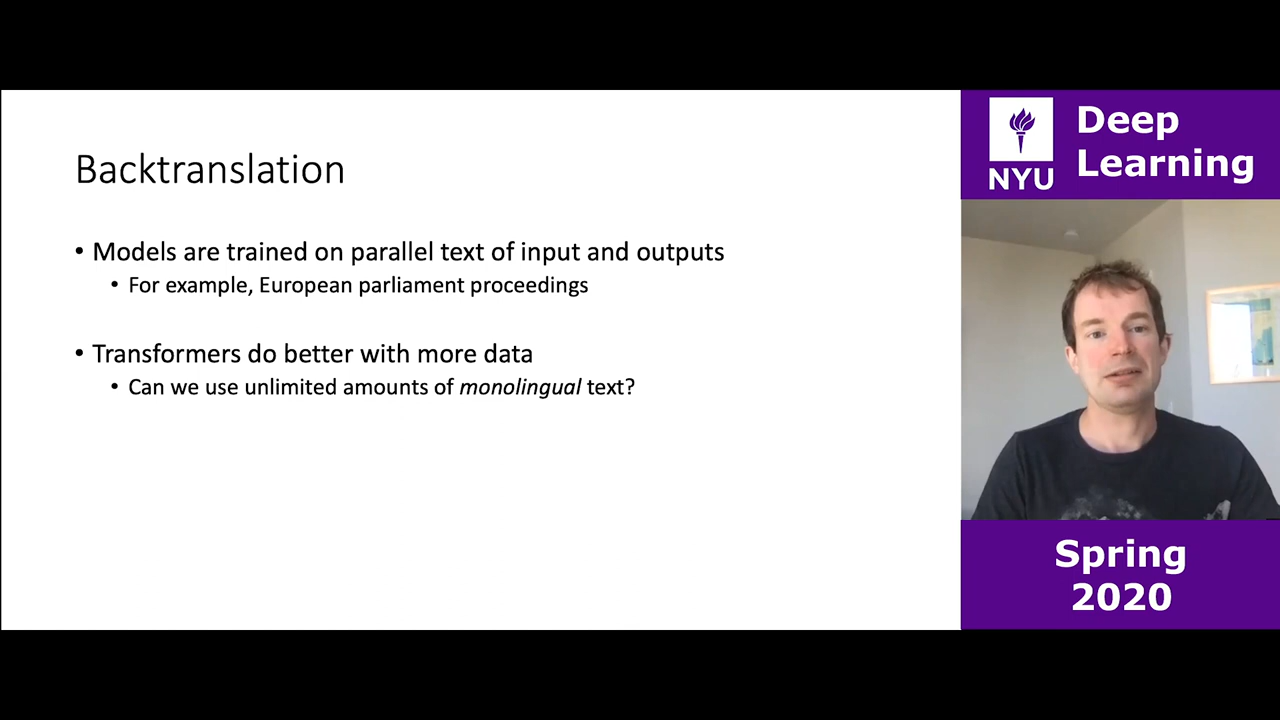 Backtranslation
• Models are trained on parallel text of input and outputs
• For example, European parliament proceedings
• Transformers do better with more data
• Can we use unlimited amounts of monolingual text?
NYU
Deep
Learning
Spring
2020